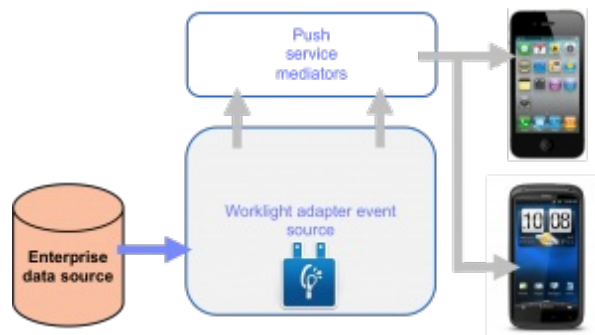 Push
service
mediators
Worklight adapter event
source
Enterprise
data source
10 08